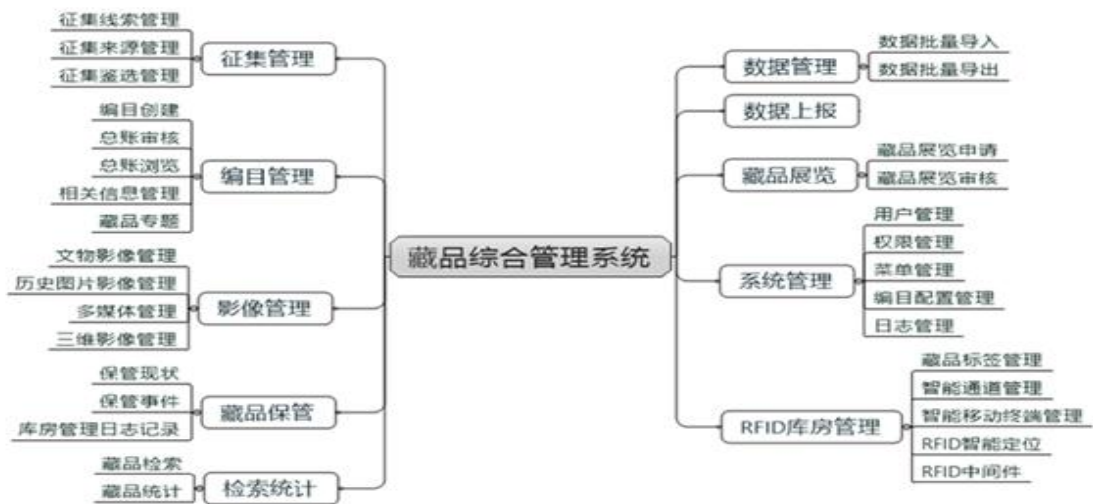 藏品综合管理系统
征集管理
征集线索管理
征集来源管理
征集鉴选管理
编目管理
编目创建
总账审核
总账浏览
相关信息管理
藏品专题
影像管理
文物影像管理
历史图片影像管理
多媒体管理
三维影像管理
藏品保管
保管现状
保管事件
库房管理日志记录
检索统计
藏品检索
藏品统计
数据管理
数据批量导入
数据批量导出
数据上报
藏品展览
藏品展览申请
藏品展览审核
系统管理
用户管理
权限管理
菜单管理
编目配置管理
日志管理
RFID库房管理
藏品标签管理
智能通道管理
智能移动终端管理
RFID智能定位
RFID中间件